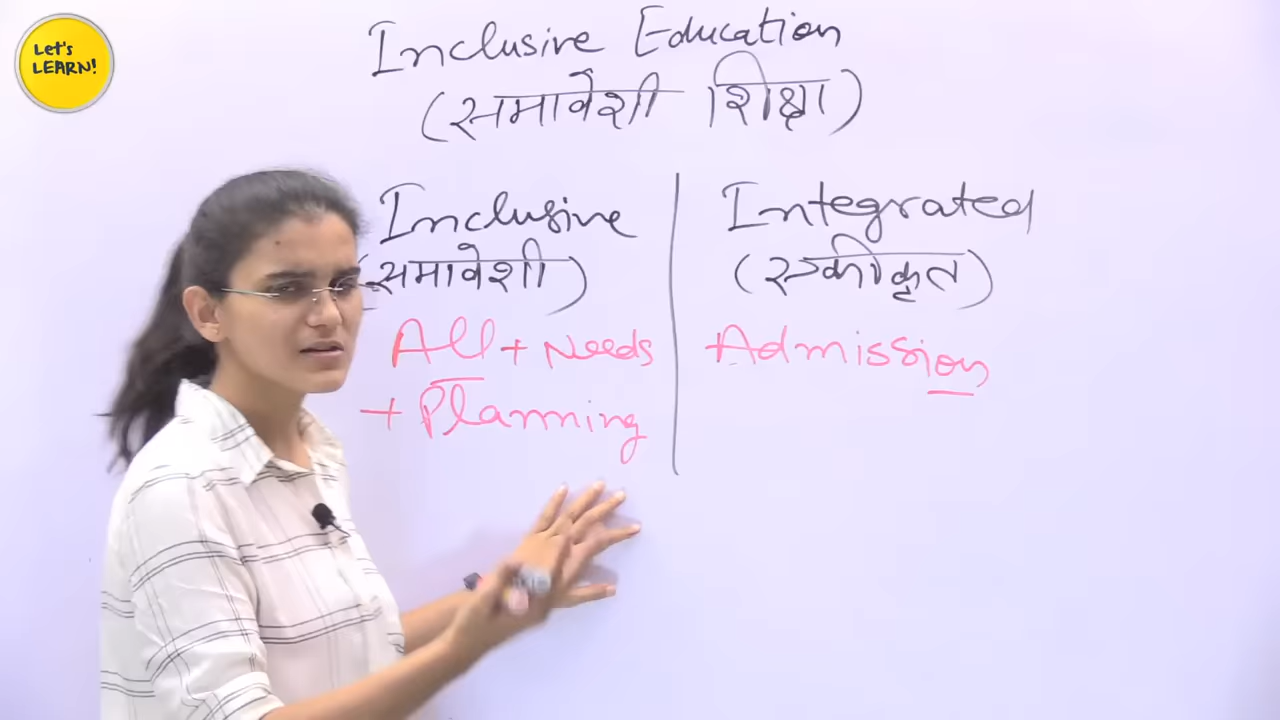 Let's
LEARN!
Inclusive Education
(समावेशी शिक्षा)
Inclusive
(समावेशी)
All + Needs
+ Planning
Integrated
(एकीकृत)
Admission